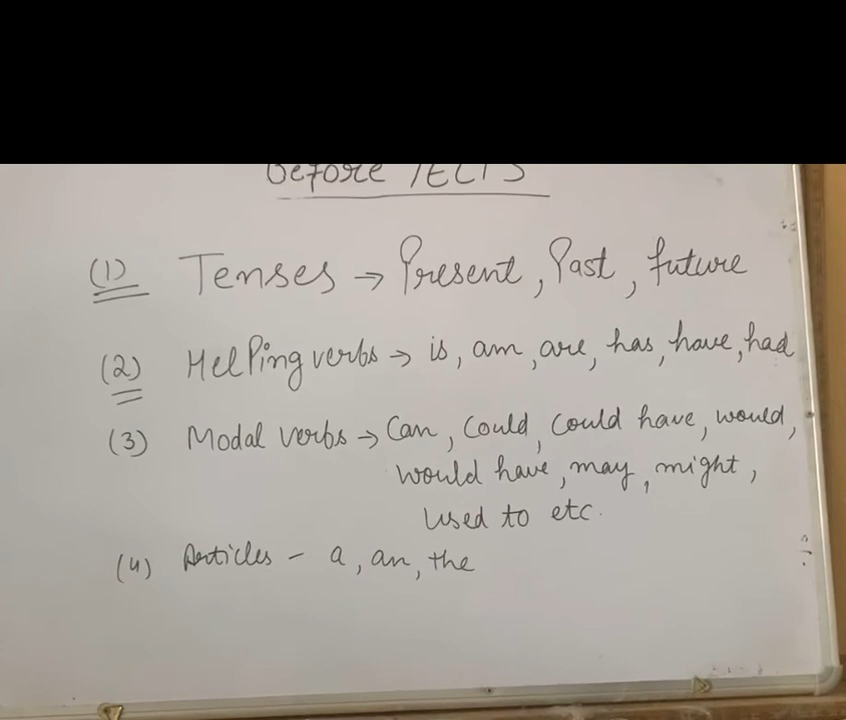 Before IELTS
(1) Tenses → Present, Past, future
(2) Helping verbs → is, am, are, has, have, had
(3) Modal verbs → Can, Could, Could have, would,
would have, may, might,
used to etc.
(4) Articles - a, an, the